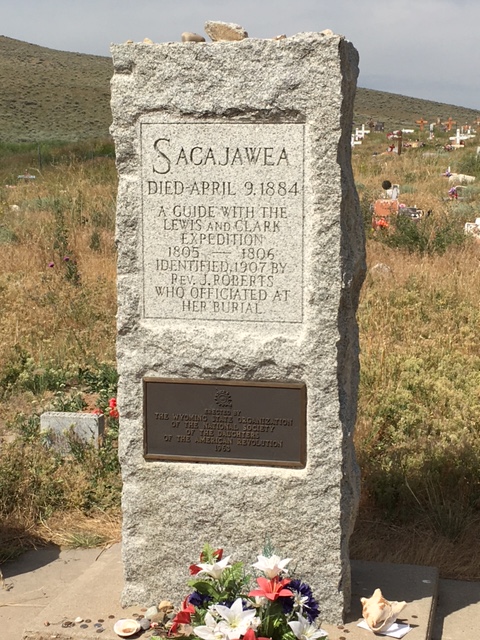 SACAJAWEA
DIED APRIL 9, 1884
A GUIDE WITH THE
LEWIS AND CLARK
EXPEDITION
1805 — 1806
IDENTIFIED, 1907 BY
REV. J. ROBERTS
WHO OFFICIATED AT
HER BURIAL
ERECTED BY
THE WYOMING STATE ORGANIZATION
OF THE NATIONAL SOCIETY
OF THE DAUGHTERS
OF THE AMERICAN REVOLUTION
1963